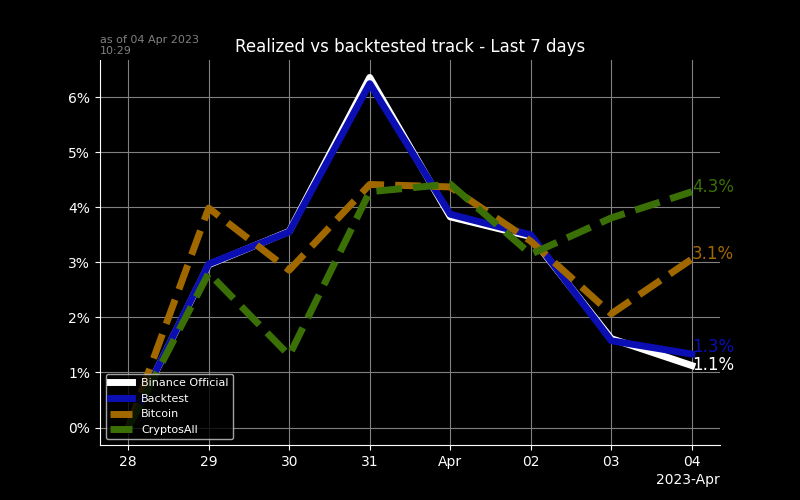 as of 04 Apr 2023
10:29
Realized vs backtested track - Last 7 days
6%
5%
4%
3%
2%
1%
0%
4.3%
3.1%
1.3%
1.1%
Binance Official
Backtest
Bitcoin
CryptosAll
28 29 30 31 Apr 02 03 04
2023-Apr